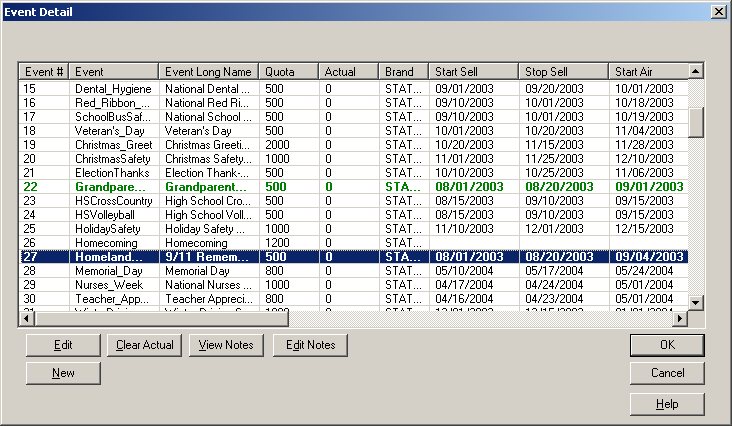 Event Detail
Event # Event Event Long Name Quota Actual Brand Start Sell Stop Sell Start Air
15 Dental_Hygiene National Dental ... 500 0 STAT... 09/01/2003 09/20/2003 10/01/2003
16 Red_Ribbon_... National Red Ri... 500 0 STAT... 09/10/2003 10/01/2003 10/18/2003
17 SchoolBusSaf... National School ... 500 0 STAT... 09/10/2003 10/01/2003 10/19/2003
18 Veteran's_Day Veteran's_Day 500 0 STAT... 10/01/2003 10/20/2003 11/04/2003
19 Christmas_Greet Christmas Greeti... 2000 0 STAT... 10/20/2003 11/15/2003 11/28/2003
20 ChristmasSafety Christmas Safety... 1000 0 STAT... 11/01/2003 11/25/2003 12/10/2003
21 ElectionThanks Election Thank-... 500 0 STAT... 10/25/2003 10/25/2003 11/06/2003
22 Grandpare... Grandparent... 500 0 STA... 08/01/2003 08/20/2003 09/01/2003
23 HSCrossCountry High School Cro... 500 0 STAT... 08/15/2003 09/10/2003 09/15/2003
24 HSVolleyball High School Voll... 500 0 STAT... 08/15/2003 09/10/2003 09/15/2003
25 HolidaySafety Holiday Safety ... 1000 0 STAT... 11/10/2003 12/01/2003 12/15/2003
26 Homecoming Homecoming 1200 0 STAT...
27 Homeland... 9/11 Remem... 500 0 STA... 08/01/2003 08/20/2003 09/04/2003
28 Memorial_Day Memorial Day 800 0 STAT... 05/10/2004 05/17/2004 05/24/2004
29 Nurses_Week National Nurses ... 1000 0 STAT... 04/17/2004 04/24/2004 05/01/2004
30 Teacher_App... Teacher Appreci... 800 0 STAT... 04/16/2004 04/23/2004 05/01/2004
Edit Clear Actual View Notes Edit Notes OK
New Cancel
Help